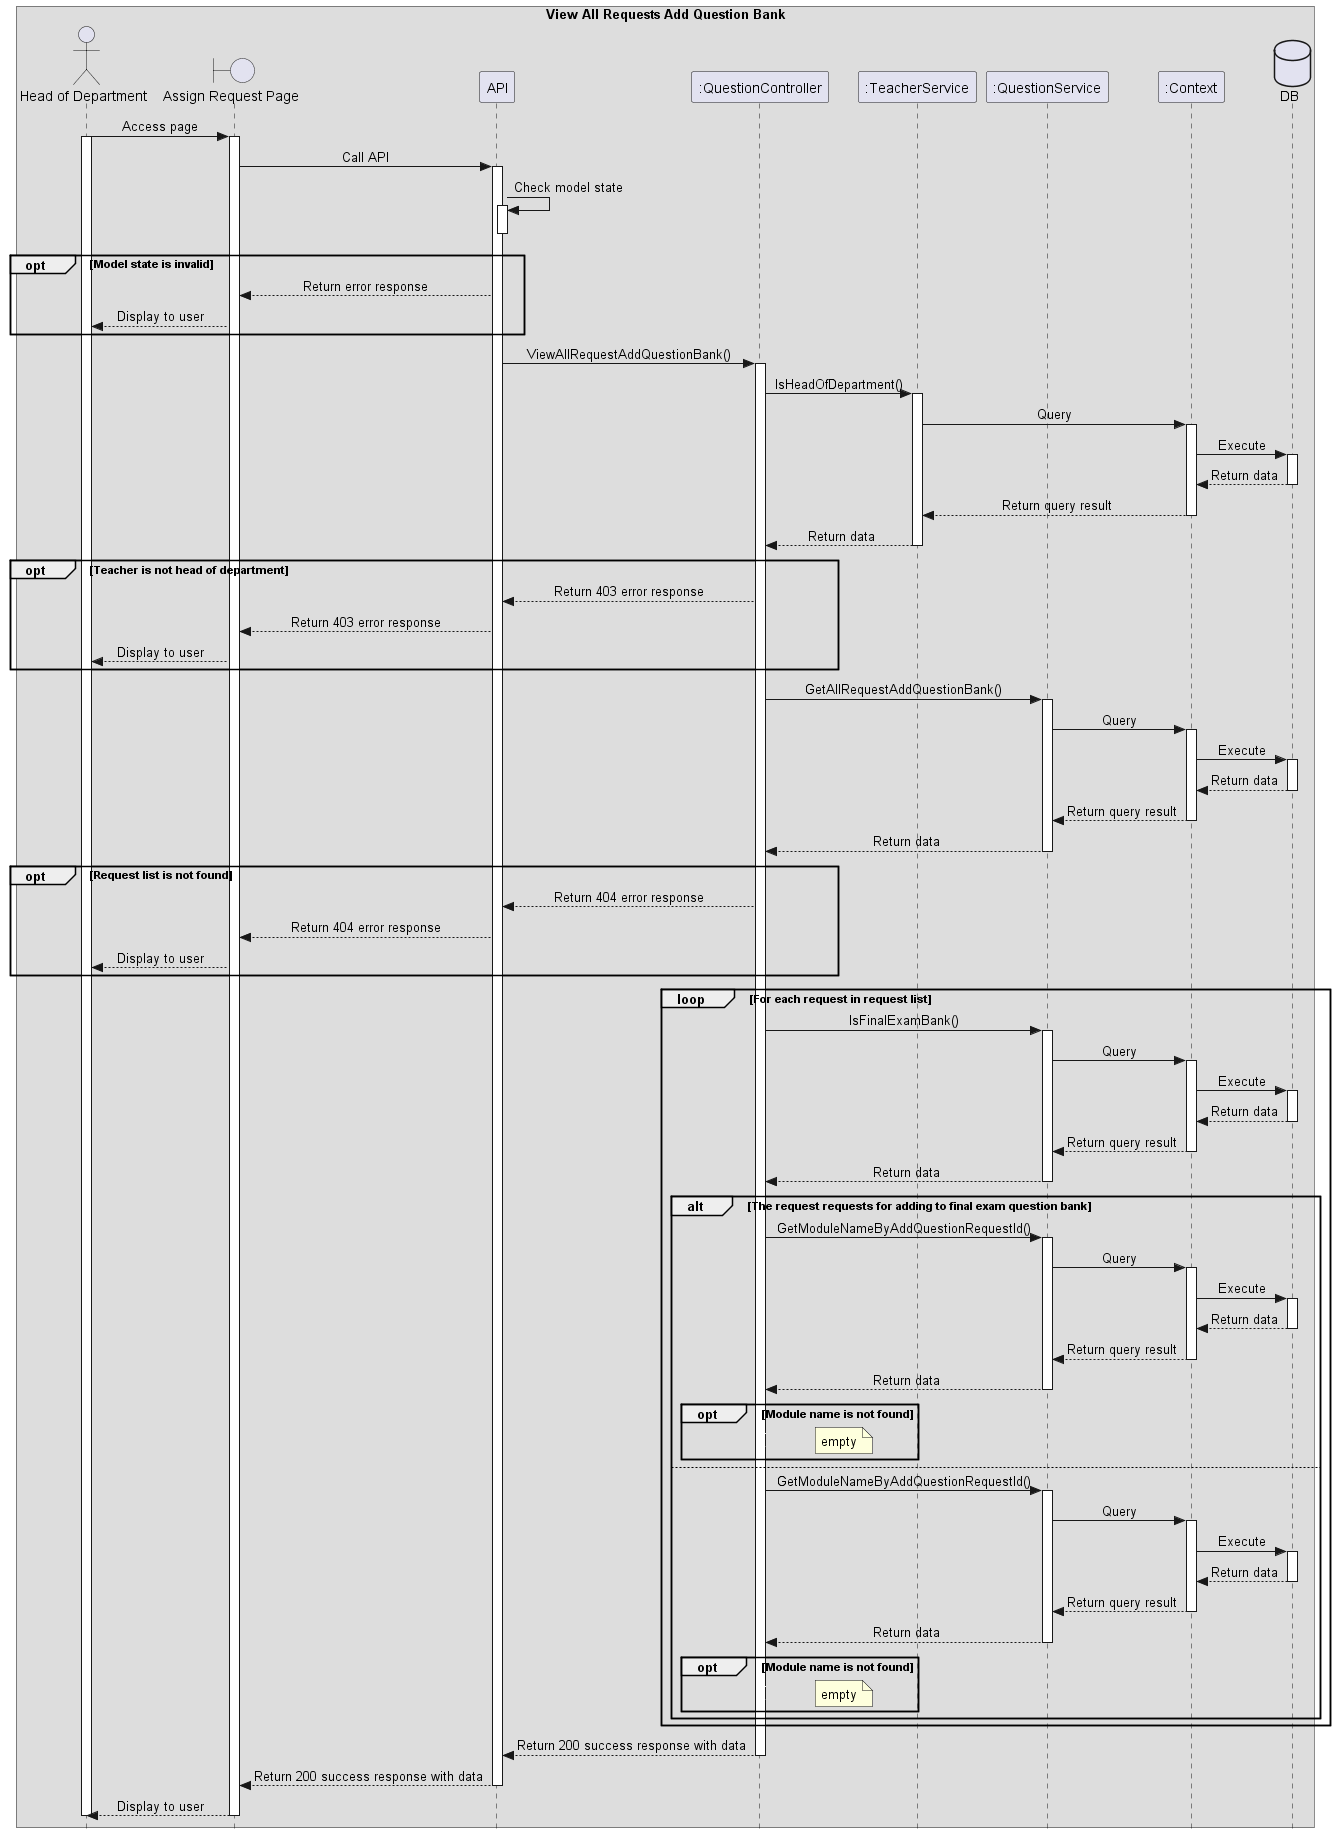 View All Requests Add Question Bank
Head of Department
Assign Request Page
API
:QuestionController
:TeacherService
:QuestionService
:Context
DB
Access page
Call API
Check model state
opt
[Model state is invalid]
Return error response
Display to user
ViewAllRequestAddQuestionBank()
IsHeadOfDepartment()
Query
Execute
Return data
Return query result
Return data
opt
[Teacher is not head of department]
Return 403 error response
Return 403 error response
Display to user
GetAllRequestAddQuestionBank()
Query
Execute
Return data
Return query result
Return data
opt
[Request list is not found]
Return 404 error response
Return 404 error response
Display to user
loop
[For each request in request list]
IsFinalExamBank()
Query
Execute
Return data
Return query result
Return data
alt
[The request requests for adding to final exam question bank]
GetModuleNameByAddQuestionRequestId()
Query
Execute
Return data
Return query result
Return data
opt
[Module name is not found]
empty
GetModuleNameByAddQuestionRequestId()
Query
Execute
Return data
Return query result
Return data
opt
[Module name is not found]
empty
Return 200 success response with data
Return 200 success response with data
Display to user